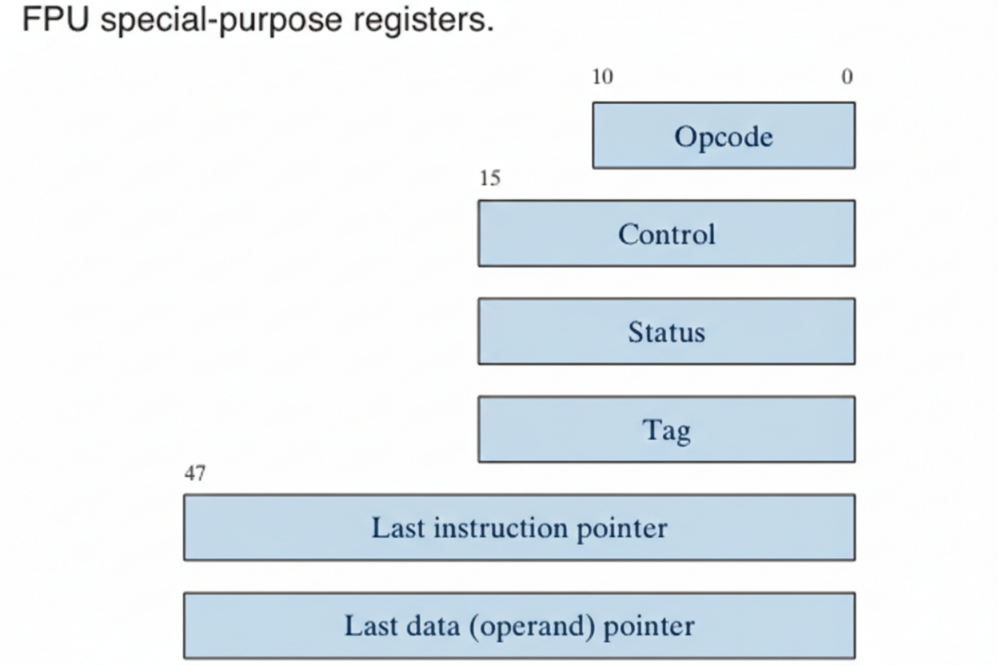 FPU special-purpose registers.
10 0
Opcode
15
Control
Status
Tag
47
Last instruction pointer
Last data (operand) pointer